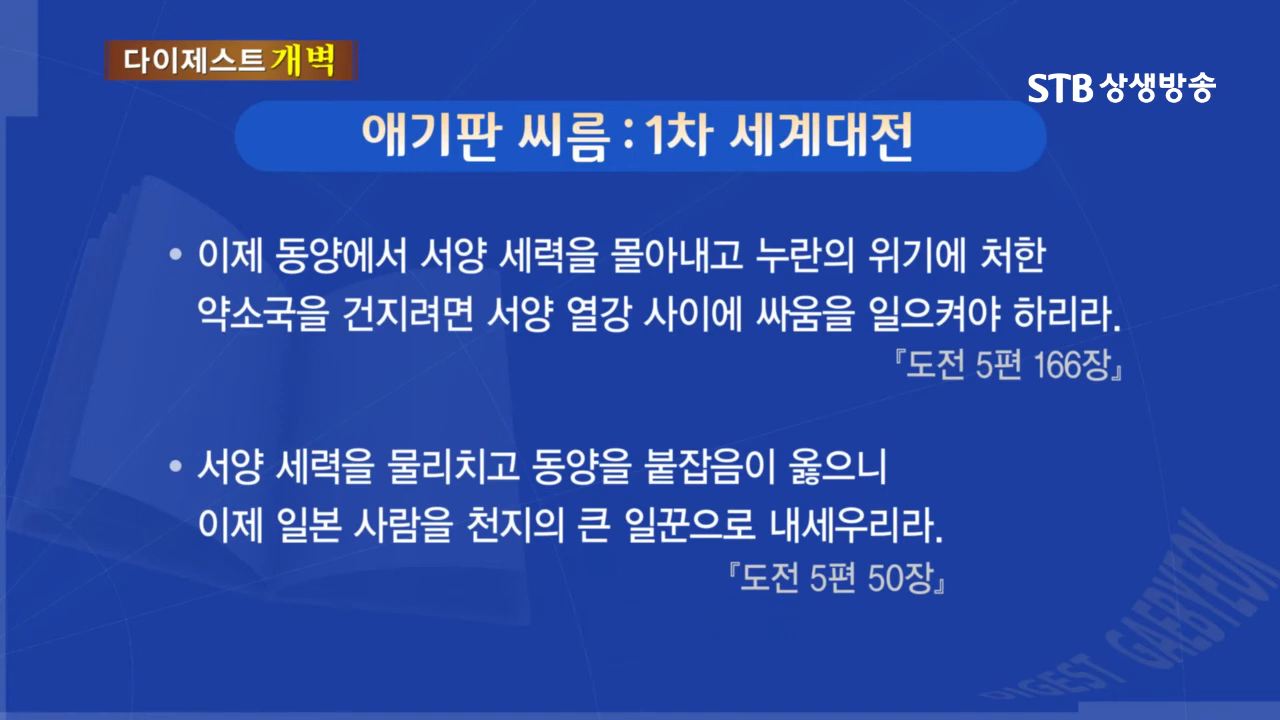 다이제스트 개벽
STB 상생방송
애기판 씨름 : 1차 세계대전
• 이제 동양에서 서양 세력을 몰아내고 누란의 위기에 처한
약소국을 건지려면 서양 열강 사이에 싸움을 일으켜야 하리라.
『도전 5편 166장』
• 서양 세력을 물리치고 동양을 붙잡음이 옳으니
이제 일본 사람을 천지의 큰 일꾼으로 내세우리라.
『도전 5편 50장』
DIGEST GAEBYEOK